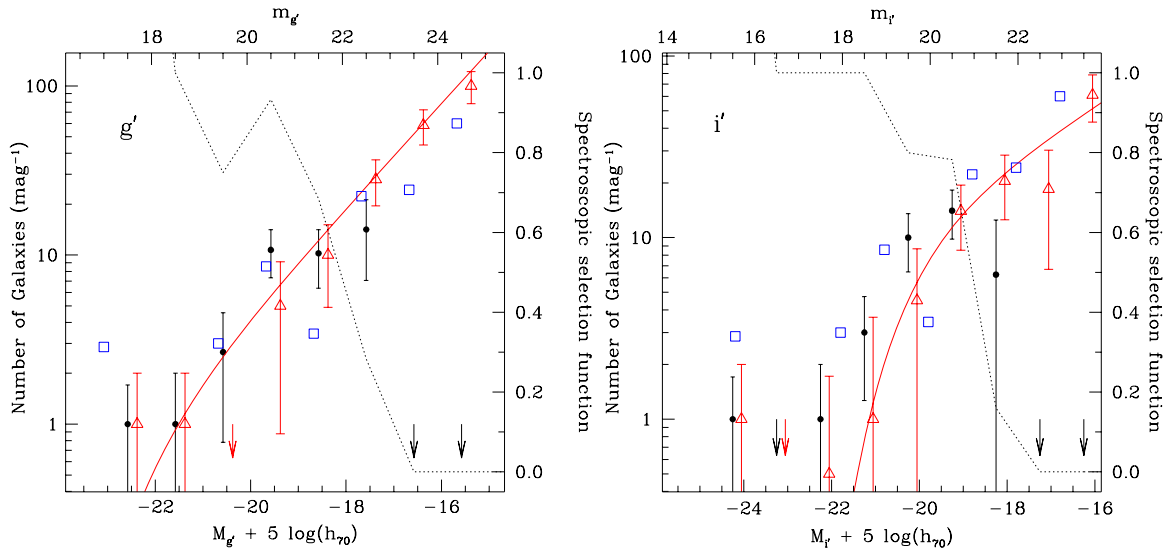 m_g′
18 20 22 24
100
10
1
Number of Galaxies (mag⁻¹)
g′
1.0
0.8
0.6
0.4
0.2
0.0
Spectroscopic selection function
−22 −20 −18 −16
M_g′ + 5 log(h₇₀)
m_i′
14 16 18 20 22
100
10
1
Number of Galaxies (mag⁻¹)
i′
1.0
0.8
0.6
0.4
0.2
0.0
Spectroscopic selection function
−24 −22 −20 −18 −16
M_i′ + 5 log(h₇₀)